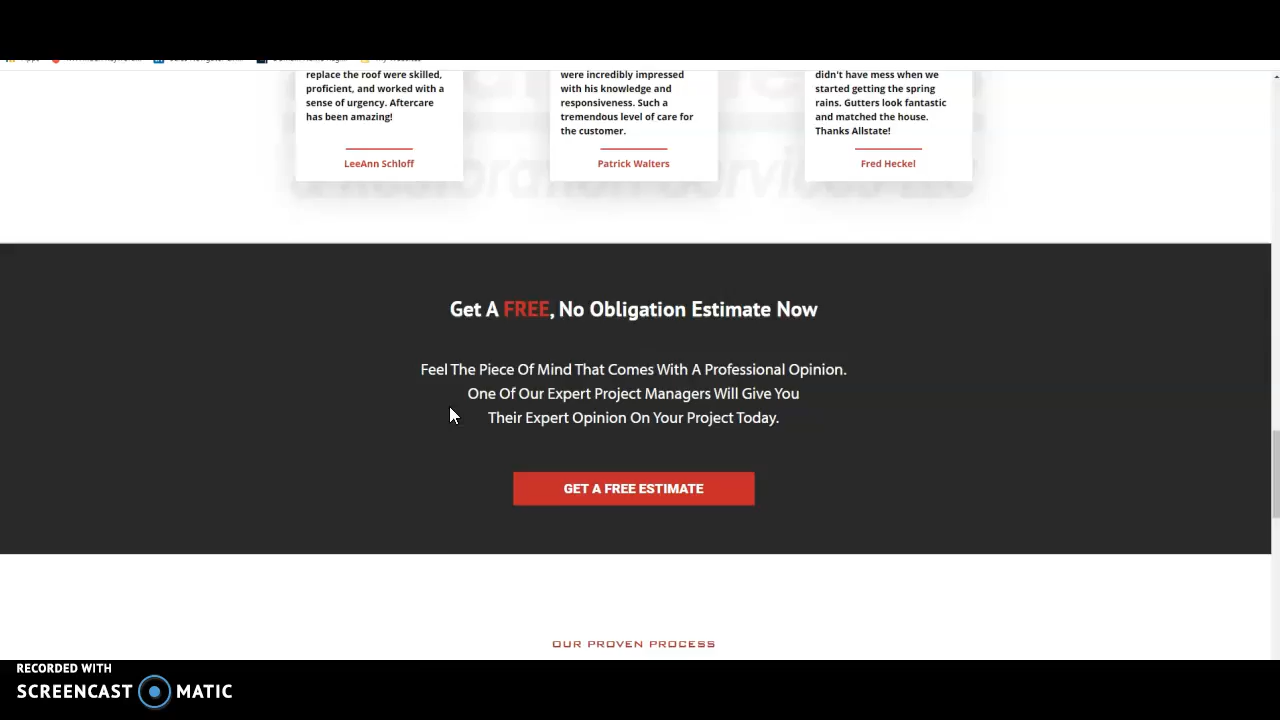 replace the roof were skilled,
proficient, and worked with a
sense of urgency. Aftercare
has been amazing!
LeeAnn Schloff
were incredibly impressed
with his knowledge and
responsiveness. Such a
tremendous level of care for
the customer.
Patrick Walters
didn't have mess when we
started getting the spring
rains. Gutters look fantastic
and matched the house.
Thanks Allstate!
Fred Heckel
Get A FREE, No Obligation Estimate Now
Feel The Piece Of Mind That Comes With A Professional Opinion.
One Of Our Expert Project Managers Will Give You
Their Expert Opinion On Your Project Today.
GET A FREE ESTIMATE
OUR PROVEN PROCESS
RECORDED WITH
SCREENCAST MATIC